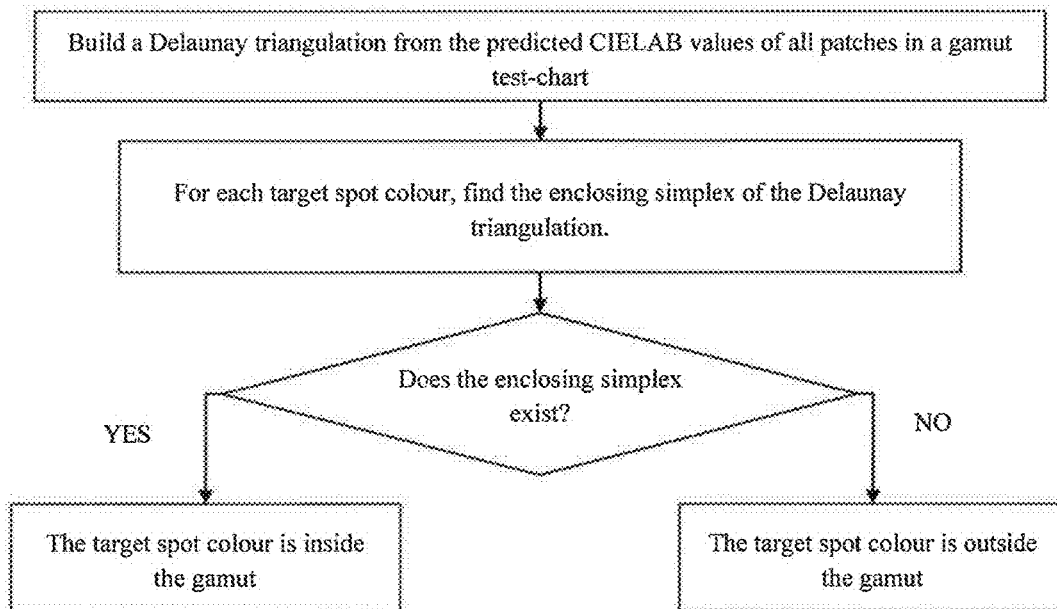 Build a Delaunay triangulation from the predicted CIELAB values of all patches in a gamut
test-chart
For each target spot colour, find the enclosing simplex of the Delaunay
triangulation.
Does the enclosing simplex
exist?
YES
NO
The target spot colour is inside
the gamut
The target spot colour is outside
the gamut